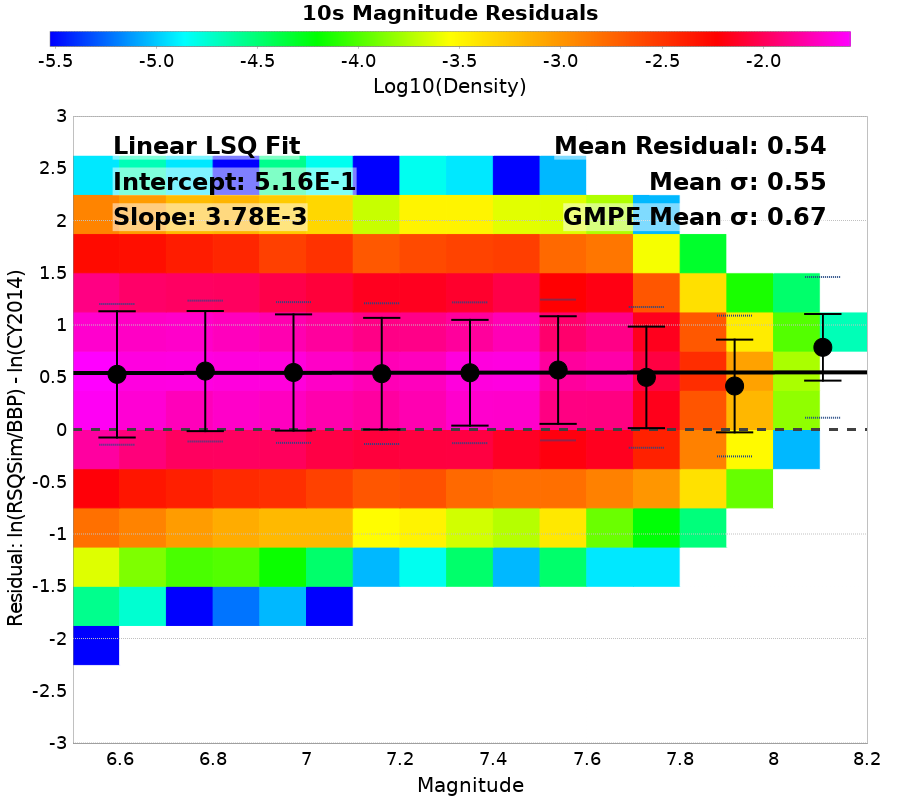 10s Magnitude Residuals
-5.5 -5.0 -4.5 -4.0 -3.5 -3.0 -2.5 -2.0
Log10(Density)
Linear LSQ Fit
Intercept: 5.16E-1
Slope: 3.78E-3
Mean Residual: 0.54
Mean σ: 0.55
GMPE Mean σ: 0.67
Residual: ln(RSQSim/BBP) - ln(CY2014)
3
2.5
2
1.5
1
0.5
0
-0.5
-1
-1.5
-2
-2.5
-3
6.6 6.8 7 7.2 7.4 7.6 7.8 8 8.2
Magnitude